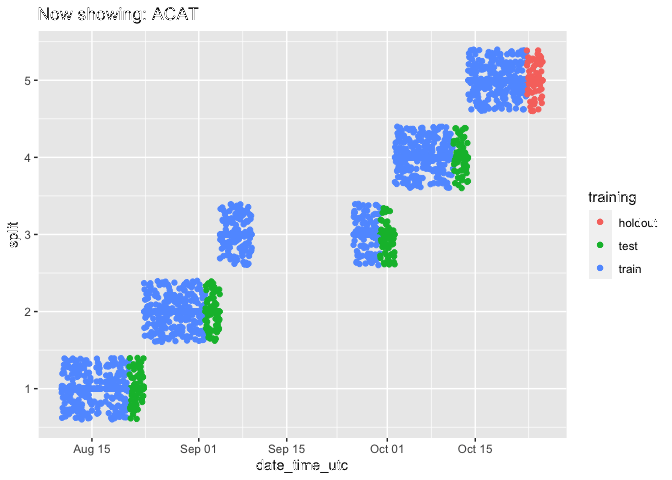 Now showing: ACAT
5
4
3
2
1
split
Aug 15
Sep 01
Sep 15
Oct 01
Oct 15
date_time_utc
training
holdout
test
train